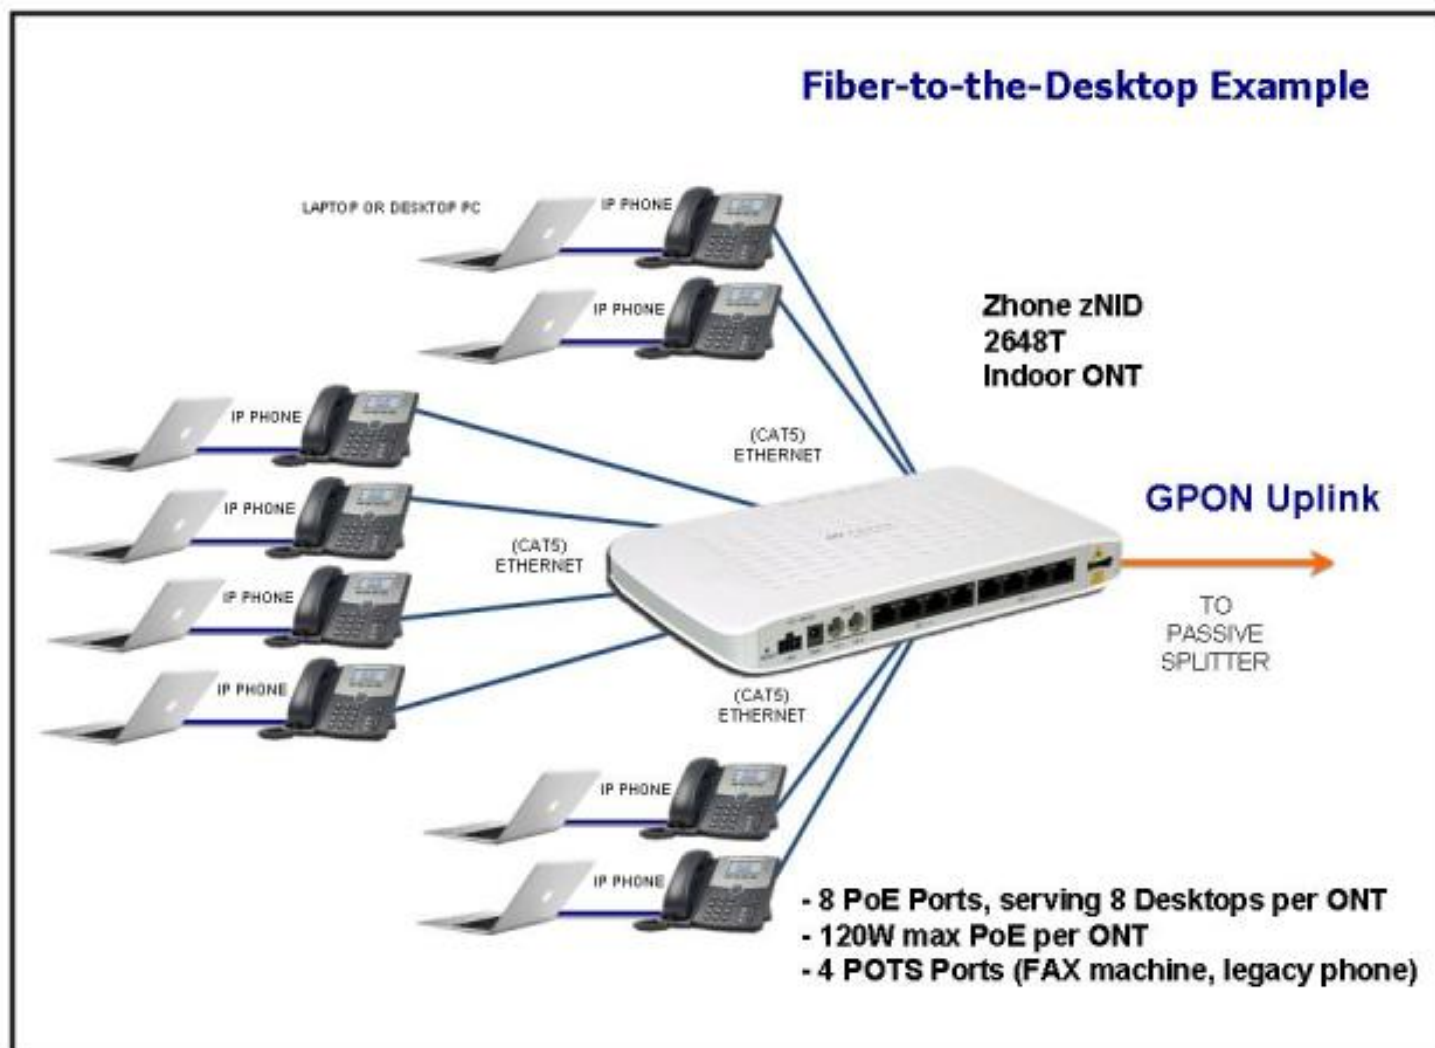 Fiber-to-the-Desktop Example
LAPTOP OR DESKTOP PC
IP PHONE
IP PHONE
Zhone zNID
2648T
Indoor ONT
IP PHONE
(CAT5)
ETHERNET
GPON Uplink
IP PHONE
(CAT5)
ETHERNET
IP PHONE
TO
PASSIVE
SPLITTER
IP PHONE
(CAT5)
ETHERNET
IP PHONE
IP PHONE
- 8 PoE Ports, serving 8 Desktops per ONT
- 120W max PoE per ONT
- 4 POTS Ports (FAX machine, legacy phone)